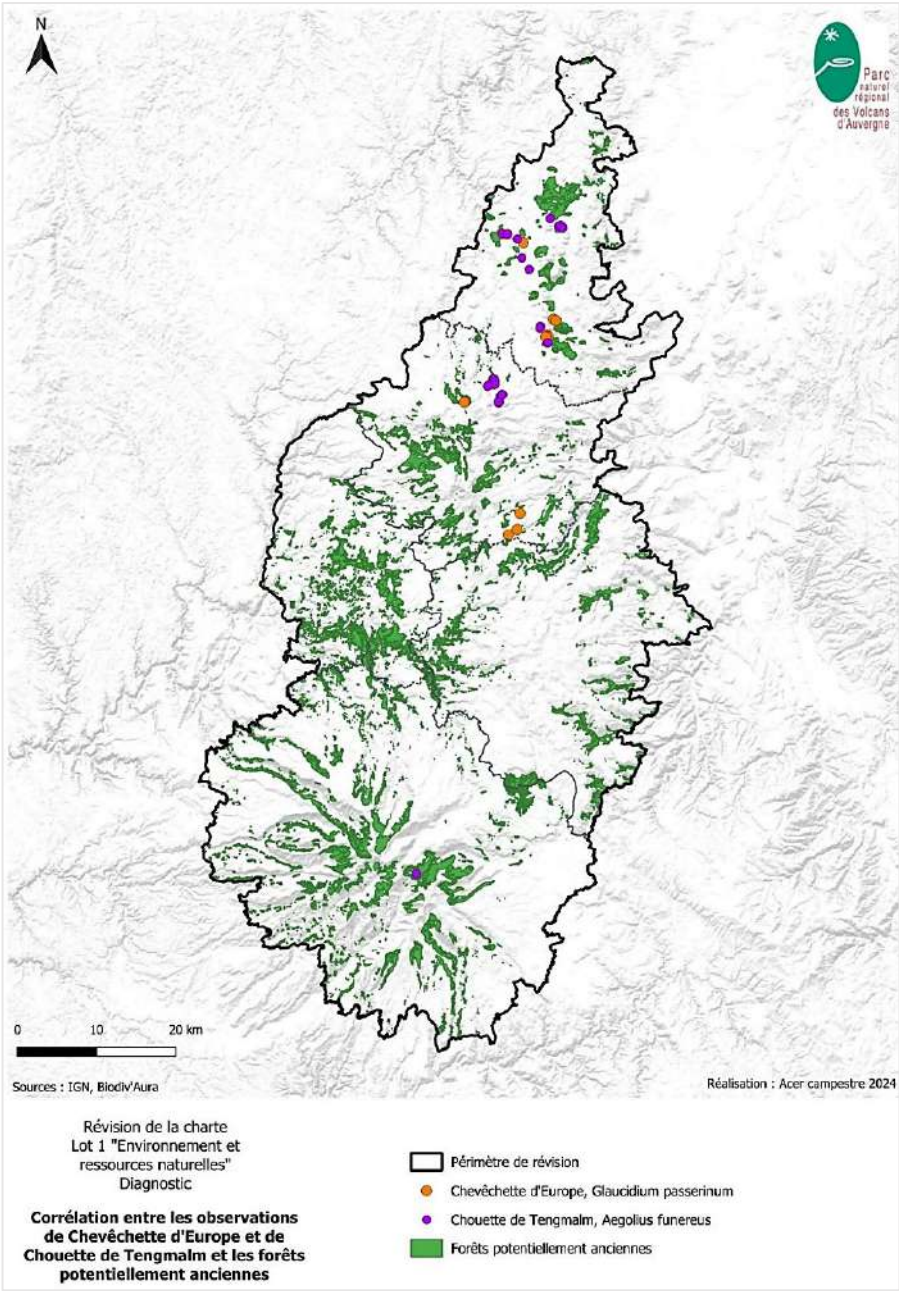 N
Parc
naturel
régional
des Volcans
d'Auvergne
0 10 20 km
Sources : IGN, Biodiv'Aura
Réalisation : Acer campestre 2024
Révision de la charte
Lot 1 "Environnement et
ressources naturelles"
Diagnostic
Corrélation entre les observations
de Chevêchette d'Europe et de
Chouette de Tengmalm et les forêts
potentiellement anciennes
Périmètre de révision
Chevêchette d'Europe, Glaucidium passerinum
Chouette de Tengmalm, Aegolius funereus
Forêts potentiellement anciennes